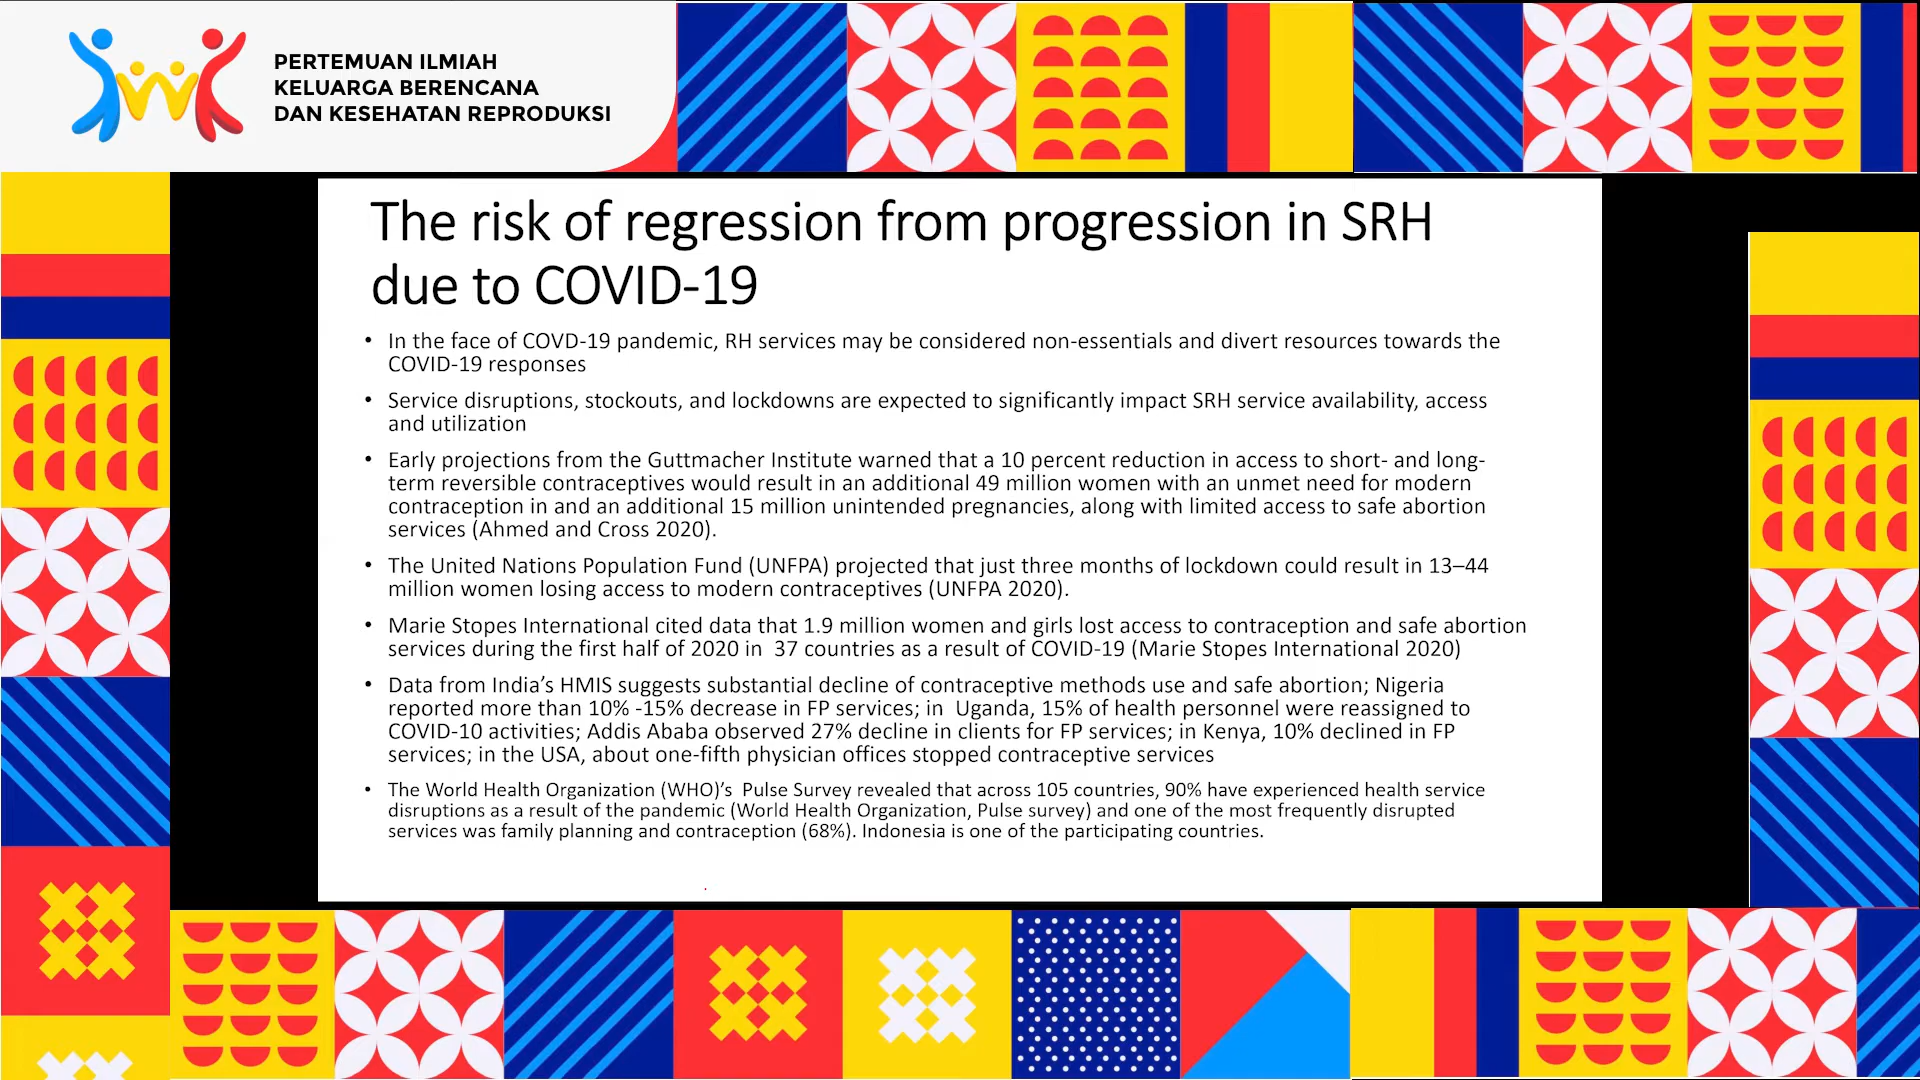 PERTEMUAN ILMIAH
KELUARGA BERENCANA
DAN KESEHATAN REPRODUKSI
The risk of regression from progression in SRH
due to COVID-19
• In the face of COVD-19 pandemic, RH services may be considered non-essentials and divert resources towards the
COVID-19 responses
• Service disruptions, stockouts, and lockdowns are expected to significantly impact SRH service availability, access
and utilization
• Early projections from the Guttmacher Institute warned that a 10 percent reduction in access to short- and long-
term reversible contraceptives would result in an additional 49 million women with an unmet need for modern
contraception in and an additional 15 million unintended pregnancies, along with limited access to safe abortion
services (Ahmed and Cross 2020).
• The United Nations Population Fund (UNFPA) projected that just three months of lockdown could result in 13–44
million women losing access to modern contraceptives (UNFPA 2020).
• Marie Stopes International cited data that 1.9 million women and girls lost access to contraception and safe abortion
services during the first half of 2020 in  37 countries as a result of COVID-19 (Marie Stopes International 2020)
• Data from India’s HMIS suggests substantial decline of contraceptive methods use and safe abortion; Nigeria
reported more than 10% -15% decrease in FP services; in  Uganda, 15% of health personnel were reassigned to
COVID-10 activities; Addis Ababa observed 27% decline in clients for FP services; in Kenya, 10% declined in FP
services; in the USA, about one-fifth physician offices stopped contraceptive services
• The World Health Organization (WHO)’s  Pulse Survey revealed that across 105 countries, 90% have experienced health service
disruptions as a result of the pandemic (World Health Organization, Pulse survey) and one of the most frequently disrupted
services was family planning and contraception (68%). Indonesia is one of the participating countries.